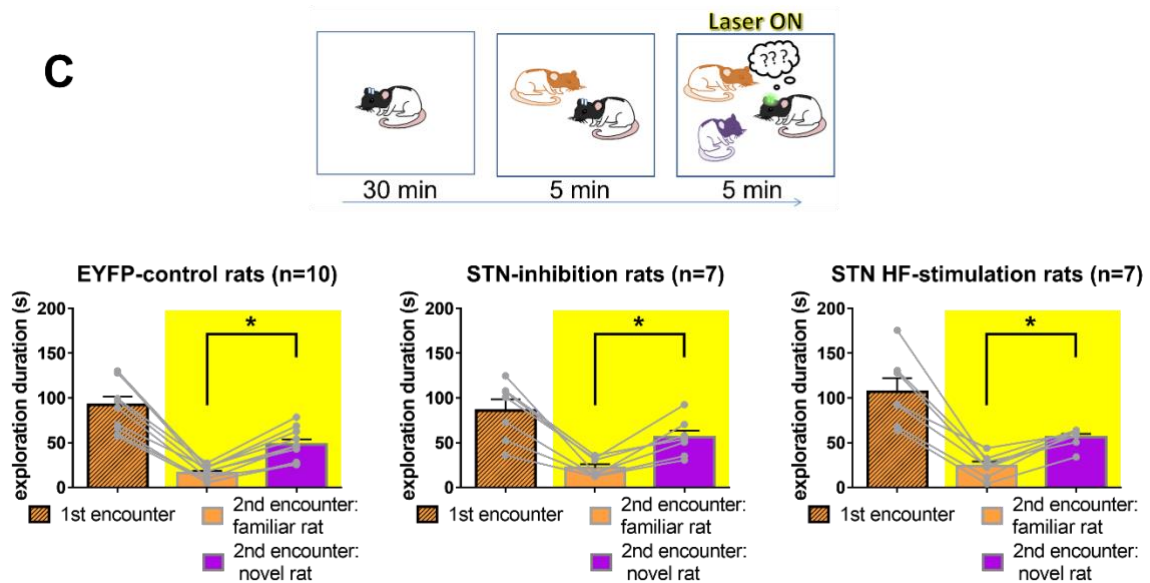 Laser ON
C
???
30 min
5 min
5 min
EYFP-control rats (n=10)
exploration duration (s)
200
150
100
50
0
*
1st encounter
2nd encounter:
familiar rat
2nd encounter:
novel rat
STN-inhibition rats (n=7)
exploration duration (s)
200
150
100
50
0
*
1st encounter
2nd encounter:
familiar rat
2nd encounter:
novel rat
STN HF-stimulation rats (n=7)
exploration duration (s)
200
150
100
50
0
*
1st encounter
2nd encounter:
familiar rat
2nd encounter:
novel rat